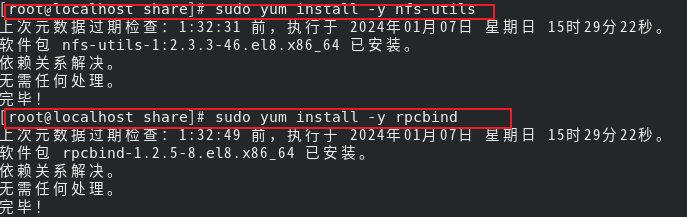 [root@localhost share]# sudo yum install -y nfs-utils
上次元数据过期检查：1:32:31 前，执行于 2024年01月07日 星期日 15时29分22秒。
软件包 nfs-utils-1:2.3.3-46.el8.x86_64 已安装。
依赖关系解决。
无需任何处理。
完毕！
[root@localhost share]# sudo yum install -y rpcbind
上次元数据过期检查：1:32:49 前，执行于 2024年01月07日 星期日 15时29分22秒。
软件包 rpcbind-1.2.5-8.el8.x86_64 已安装。
依赖关系解决。
无需任何处理。
完毕！